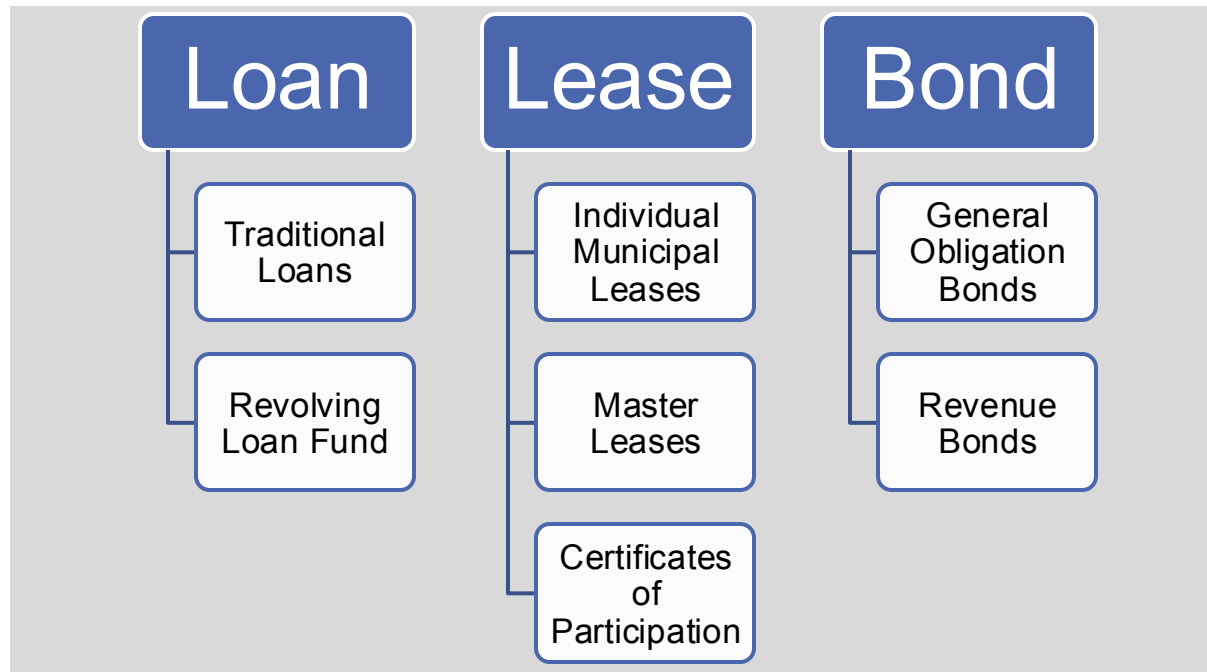 Loan
Traditional
Loans
Revolving
Loan Fund
Lease
Individual
Municipal
Leases
Master
Leases
Certificates
of
Participation
Bond
General
Obligation
Bonds
Revenue
Bonds